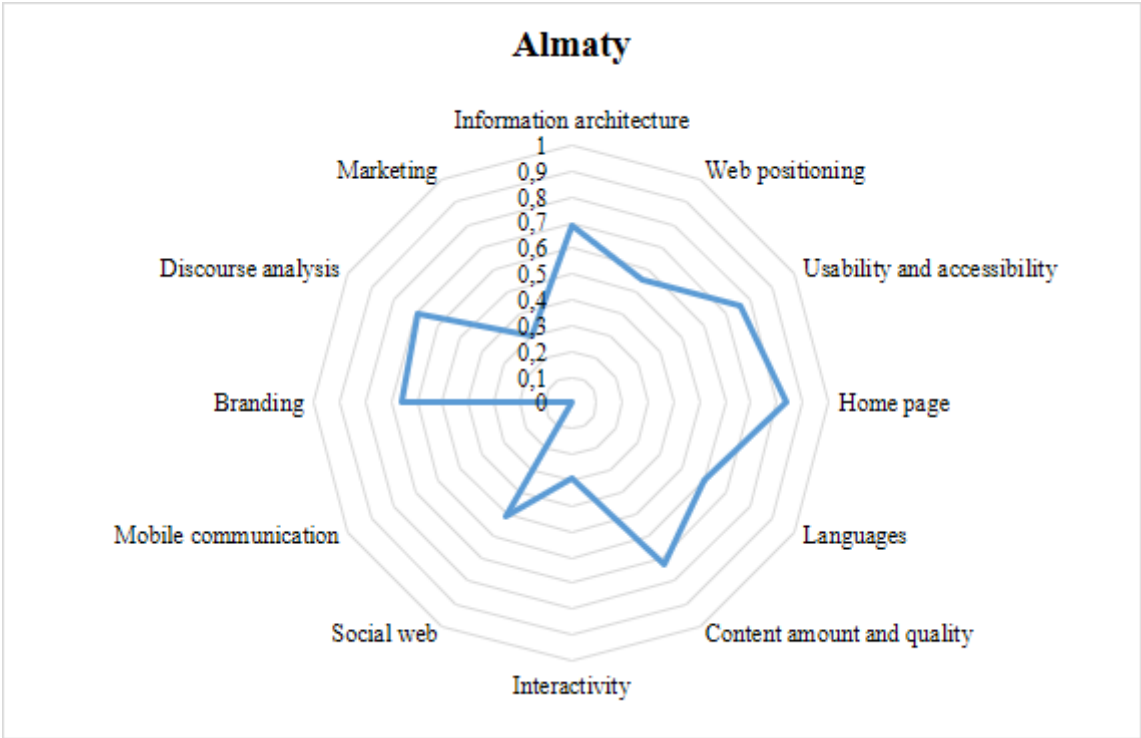 Almaty
Information architecture
Web positioning
Usability and accessibility
Home page
Languages
Content amount and quality
Interactivity
Social web
Mobile communication
Branding
Discourse analysis
Marketing
1
0,9
0,8
0,7
0,6
0,5
0,4
0,3
0,2
0,1
0